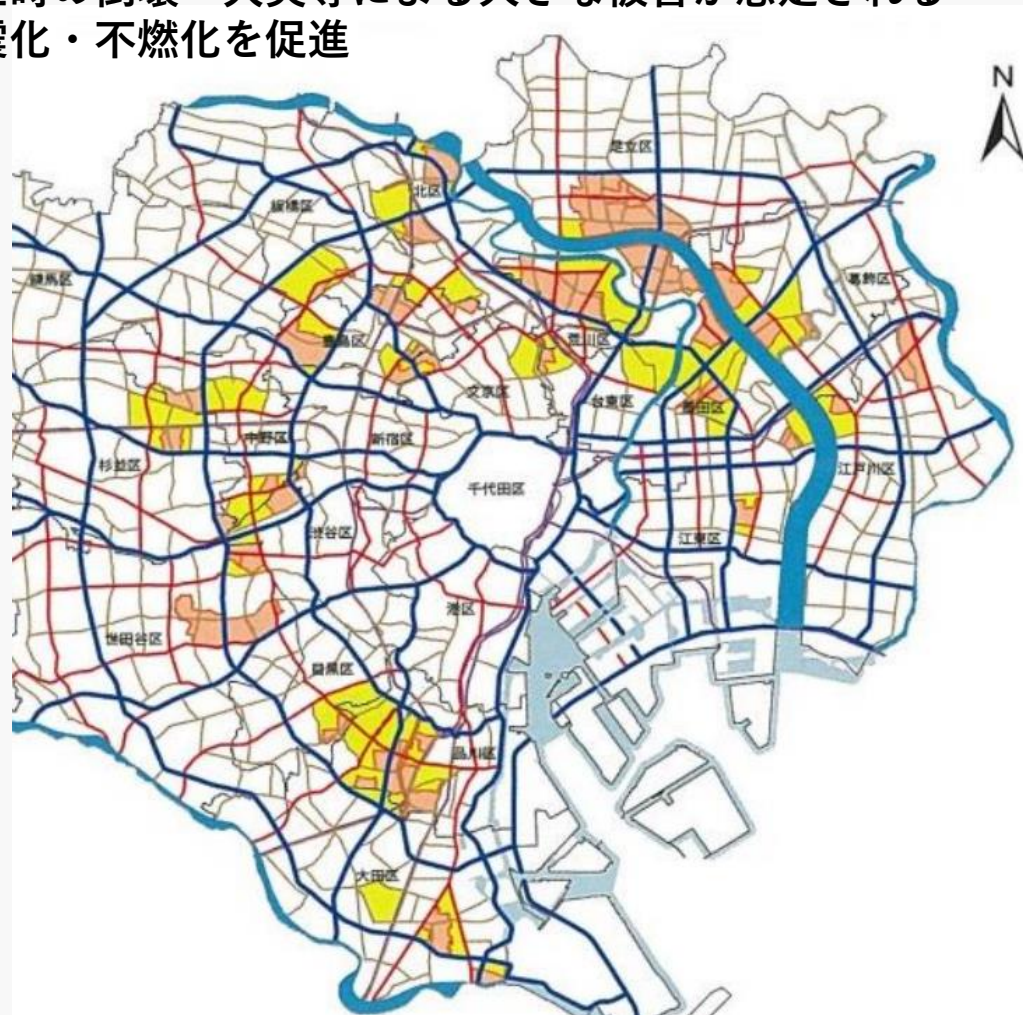 化・不燃化を促進
N
足立区
北区
板橋区
練馬区
葛飾区
豊島区
荒川区
文京区
台東区
墨田区
中野区
新宿区
杉並区
江戸川区
千代田区
渋谷区
江東区
港区
世田谷区
目黒区
品川区
大田区